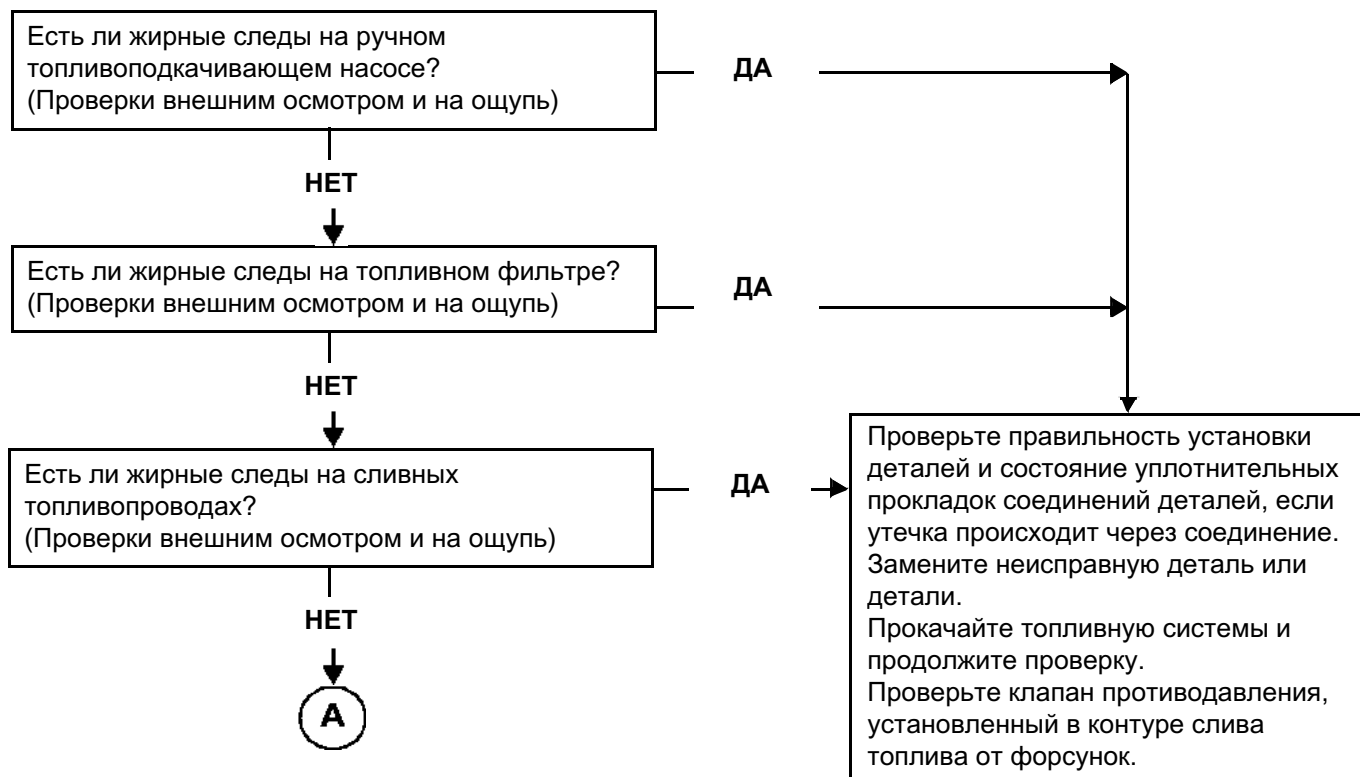 Есть ли жирные следы на ручном
топливоподкачивающем насосе?
(Проверки внешним осмотром и на ощупь)
ДА
НЕТ
Есть ли жирные следы на топливном фильтре?
(Проверки внешним осмотром и на ощупь)
ДА
НЕТ
Есть ли жирные следы на сливных
топливопроводах?
(Проверки внешним осмотром и на ощупь)
ДА
Проверьте правильность установки
деталей и состояние уплотнительных
прокладок соединений деталей, если
утечка происходит через соединение.
Замените неисправную деталь или
детали.
Прокачайте топливную системы и
продолжите проверку.
Проверьте клапан противодавления,
установленный в контуре слива
топлива от форсунок.
НЕТ
А